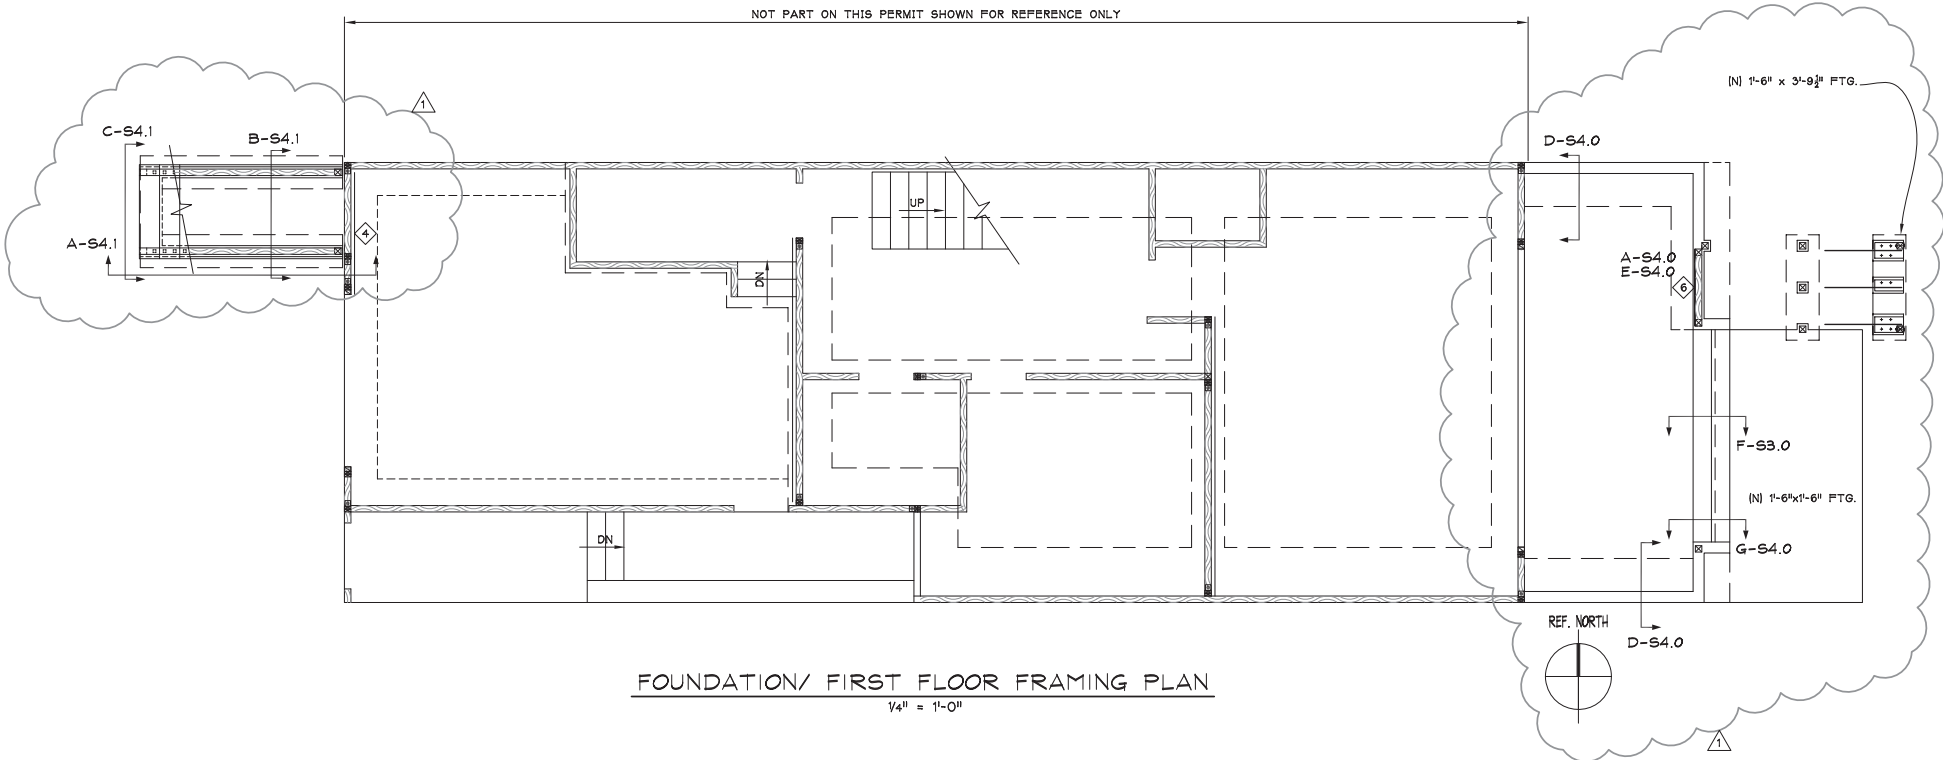 NOT PART ON THIS PERMIT SHOWN FOR REFERENCE ONLY
(N) 1'-6" x 3'-9½" FTG.
1
C-S4.1
B-S4.1
D-S4.0
UP
4
A-S4.1
A-S4.0
E-S4.0
6
DN
F-S3.0
(N) 1'-6"x1'-6" FTG.
DN
G-S4.0
REF. NORTH
D-S4.0
FOUNDATION/ FIRST FLOOR FRAMING PLAN
1/4" = 1'-0"
1